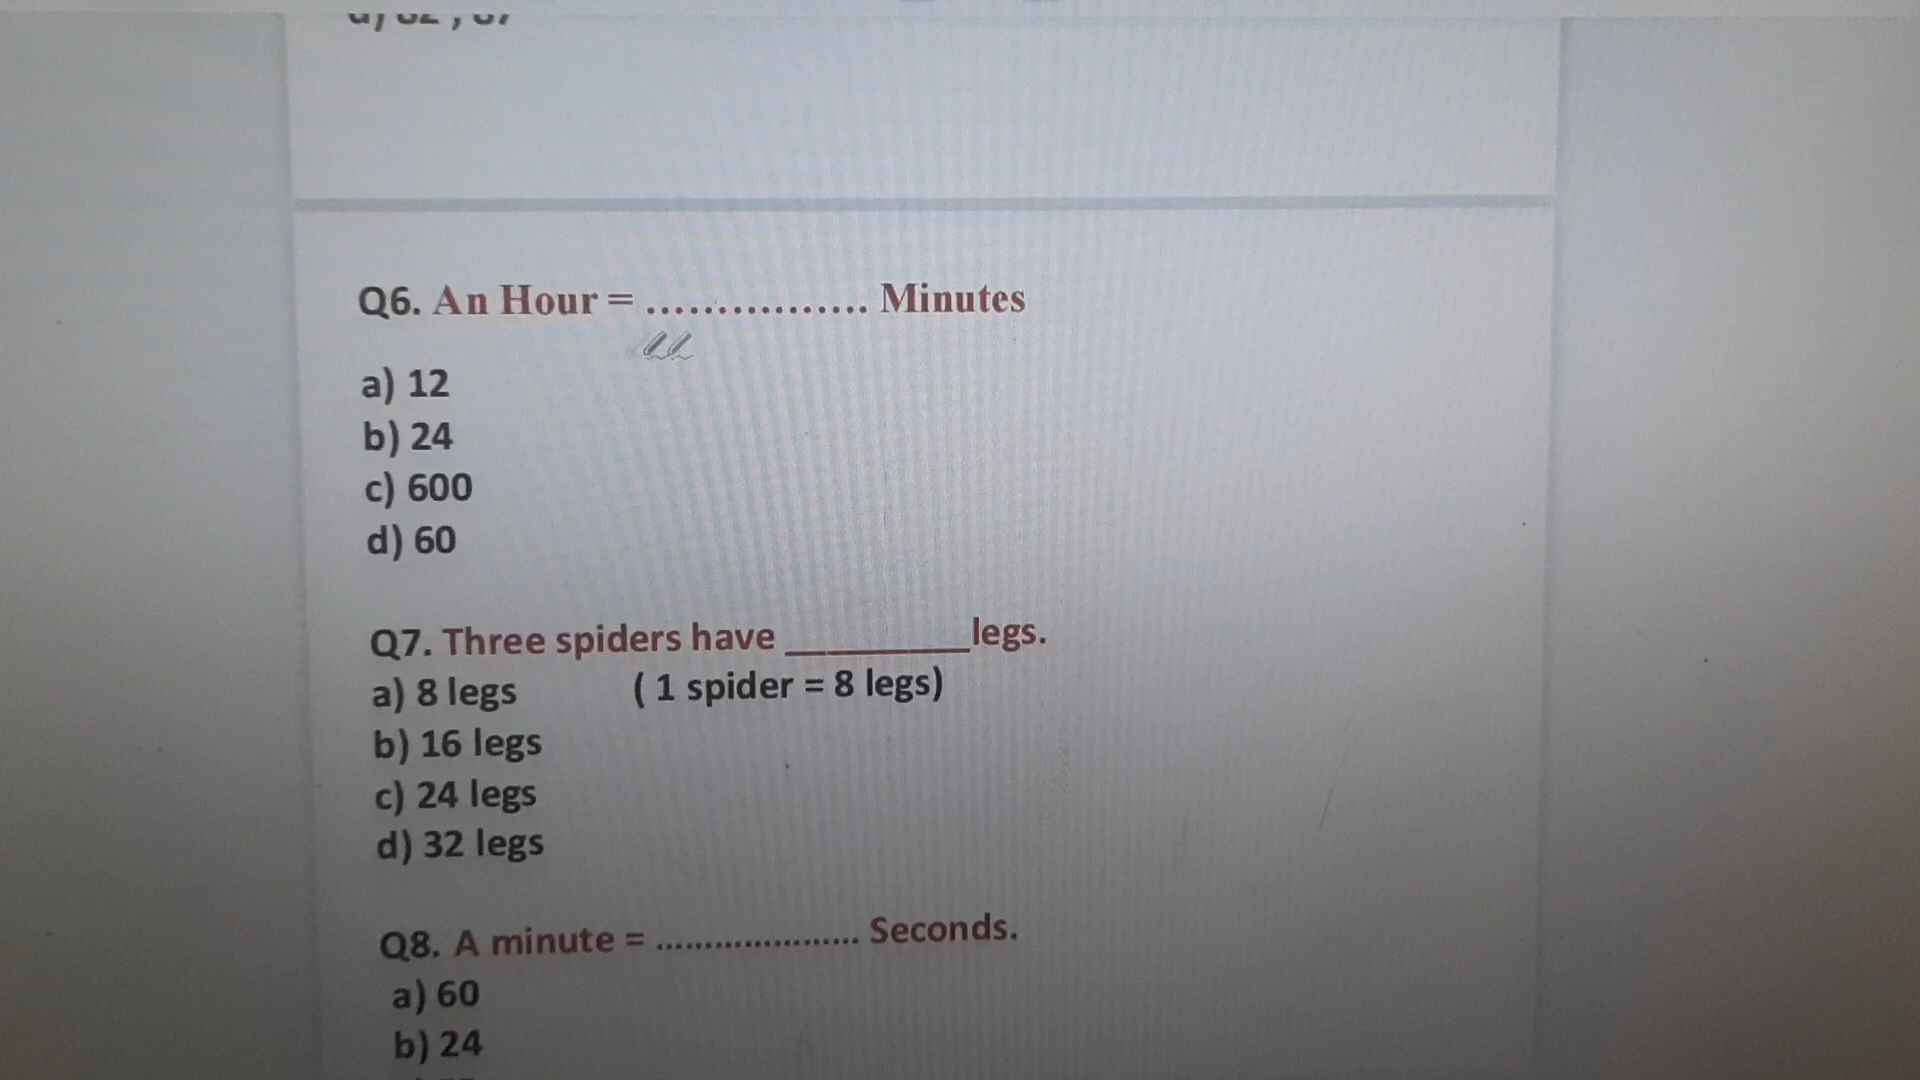 Q6. An Hour = ................ Minutes
a) 12
b) 24
c) 600
d) 60
Q7. Three spiders have _________legs.
a) 8 legs ( 1 spider = 8 legs)
b) 16 legs
c) 24 legs
d) 32 legs
Q8. A minute = ..................... Seconds.
a) 60
b) 24